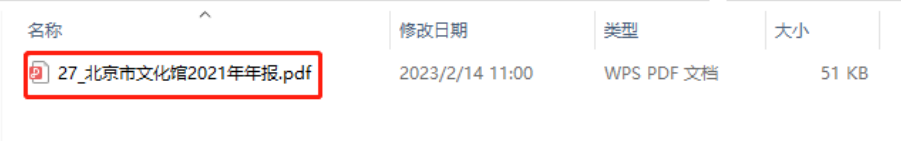 名称 修改日期 类型 大小
27_北京市文化馆2021年年报.pdf 2023/2/14 11:00 WPS PDF 文档 51 KB